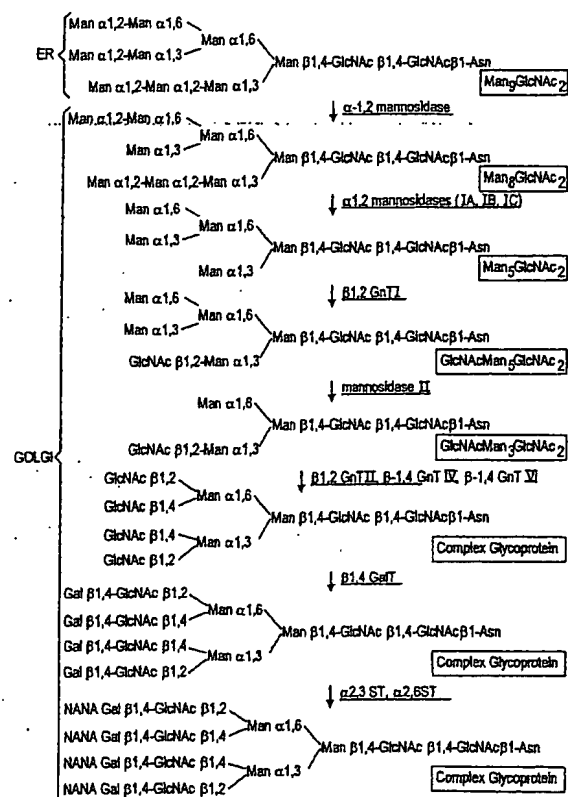 Man α1,2-Man α1,6
Man α1,6
ER
Man α1,2-Man α1,3
Man β1,4-GlcNAc β1,4-GlcNAcβ1-Asn
Man α1,2-Man α1,2-Man α1,3
Man9GlcNAc2
↓ α-1,2 mannosidase
Man α1,2-Man α1,6
Man α1,6
Man α1,3
Man β1,4-GlcNAc β1,4-GlcNAcβ1-Asn
Man α1,2-Man α1,2-Man α1,3
Man8GlcNAc2
↓ α1,2 mannosidases (IA, IB, IC)
Man α1,6
Man α1,6
Man α1,3
Man β1,4-GlcNAc β1,4-GlcNAcβ1-Asn
Man α1,3
Man5GlcNAc2
↓ β1,2 GnTI
Man α1,6
Man α1,6
Man α1,3
Man β1,4-GlcNAc β1,4-GlcNAcβ1-Asn
GlcNAc β1,2-Man α1,3
GlcNAcMan5GlcNAc2
↓ mannosidase II
Man α1,6
Man β1,4-GlcNAc β1,4-GlcNAcβ1-Asn
GlcNAc β1,2-Man α1,3
GlcNAcMan3GlcNAc2
GOLGI
↓ β1,2 GnTII, β-1,4 GnT IV, β-1,4 GnT VI
GlcNAc β1,2
Man α1,6
GlcNAc β1,4
Man β1,4-GlcNAc β1,4-GlcNAcβ1-Asn
GlcNAc β1,4
Man α1,3
GlcNAc β1,2
Complex Glycoprotein
↓ β1,4 GalT
Gal β1,4-GlcNAc β1,2
Man α1,6
Gal β1,4-GlcNAc β1,4
Man β1,4-GlcNAc β1,4-GlcNAcβ1-Asn
Gal β1,4-GlcNAc β1,4
Man α1,3
Gal β1,4-GlcNAc β1,2
Complex Glycoprotein
↓ α2,3 ST, α2,6ST
NANA Gal β1,4-GlcNAc β1,2
Man α1,6
NANA Gal β1,4-GlcNAc β1,4
Man β1,4-GlcNAc β1,4-GlcNAcβ1-Asn
NANA Gal β1,4-GlcNAc β1,4
Man α1,3
NANA Gal β1,4-GlcNAc β1,2
Complex Glycoprotein